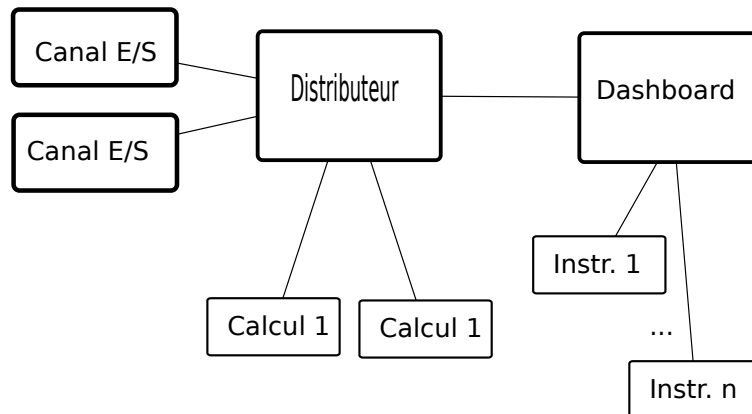 Canal E/S
Distributeur
Dashboard
Canal E/S
Instr. 1
Calcul 1
Calcul 1
...
Instr. n